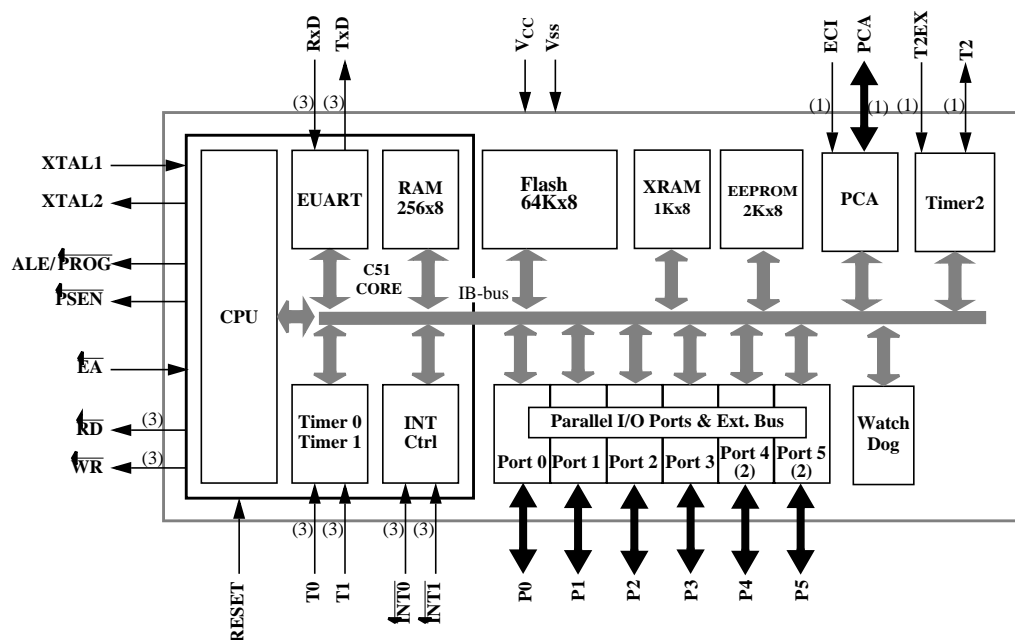 RxD
TxD
VCC
Vss
ECI
PCA
T2EX
T2
(3)
(3)
(1)
(1)
(1)
(1)
XTAL1
XTAL2
ALE/PROG
PSEN
EA
RD
(3)
WR
(3)
CPU
EUART
RAM
256x8
Flash
64Kx8
XRAM
1Kx8
EEPROM
2Kx8
PCA
Timer2
C51
CORE
IB-bus
Timer 0
Timer 1
INT
Ctrl
Parallel I/O Ports & Ext. Bus
Port 0
Port 1
Port 2
Port 3
Port 4
(2)
Port 5
(2)
Watch
Dog
(3)
(3)
(3)
(3)
RESET
T0
T1
INT0
INT1
P0
P1
P2
P3
P4
P5